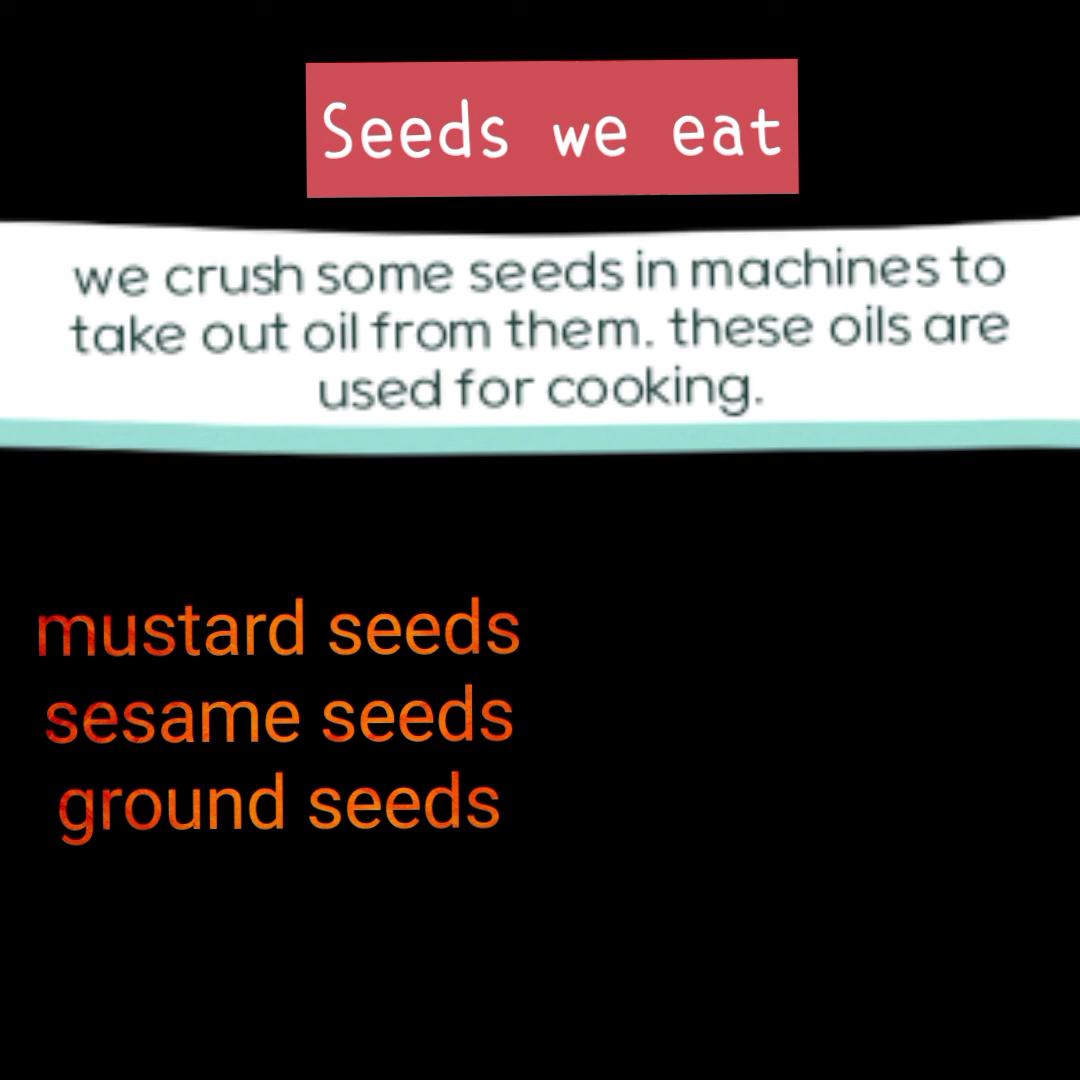 Seeds we eat
we crush some seeds in machines to
take out oil from them. these oils are
used for cooking.
mustard seeds
sesame seeds
ground seeds